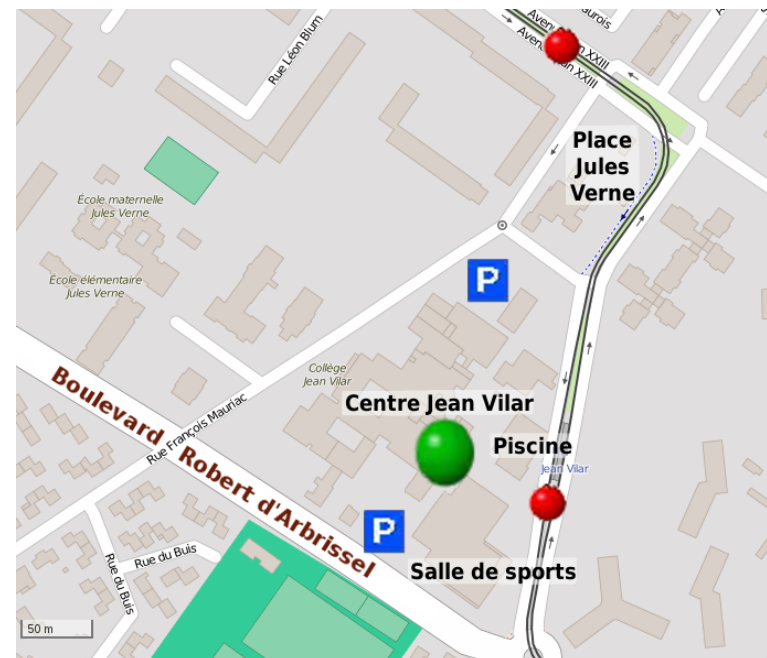 Avenue Jean XXIII
Avenue Jean XXIII
Rue Léon Blum
Place
Jules
Verne
École maternelle
Jules Verne
École élémentaire
Jules Verne
P
Collège
Jean Vilar
Centre Jean Vilar
Boulevard Robert d'Arbrissel
Rue François Mauriac
Piscine
Jean Vilar
P
Salle de sports
Rue du Buis
Rue du Buis
50 m